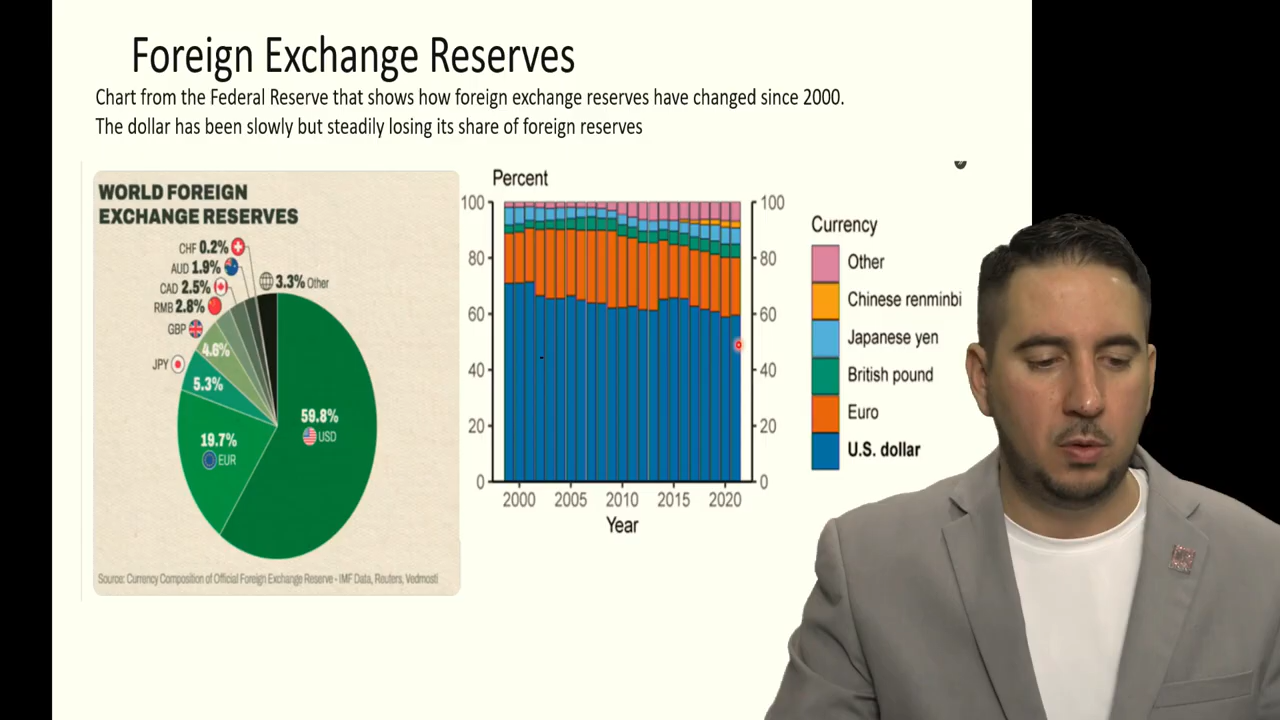 Foreign Exchange Reserves
Chart from the Federal Reserve that shows how foreign exchange reserves have changed since 2000.
The dollar has been slowly but steadily losing its share of foreign reserves
WORLD FOREIGN
EXCHANGE RESERVES
CHF 0.2%
AUD 1.9%
CAD 2.5%
RMB 2.8%
GBP
4.6%
JPY
5.3%
3.3% Other
19.7%
EUR
59.8%
USD
Source: Currency Composition of Official Foreign Exchange Reserve - IMF Data, Reuters, Vedmosti
Percent
100
80
60
40
20
0
100
80
60
40
20
0
2000 2005 2010 2015 2020
Year
Currency
Other
Chinese renminbi
Japanese yen
British pound
Euro
U.S. dollar